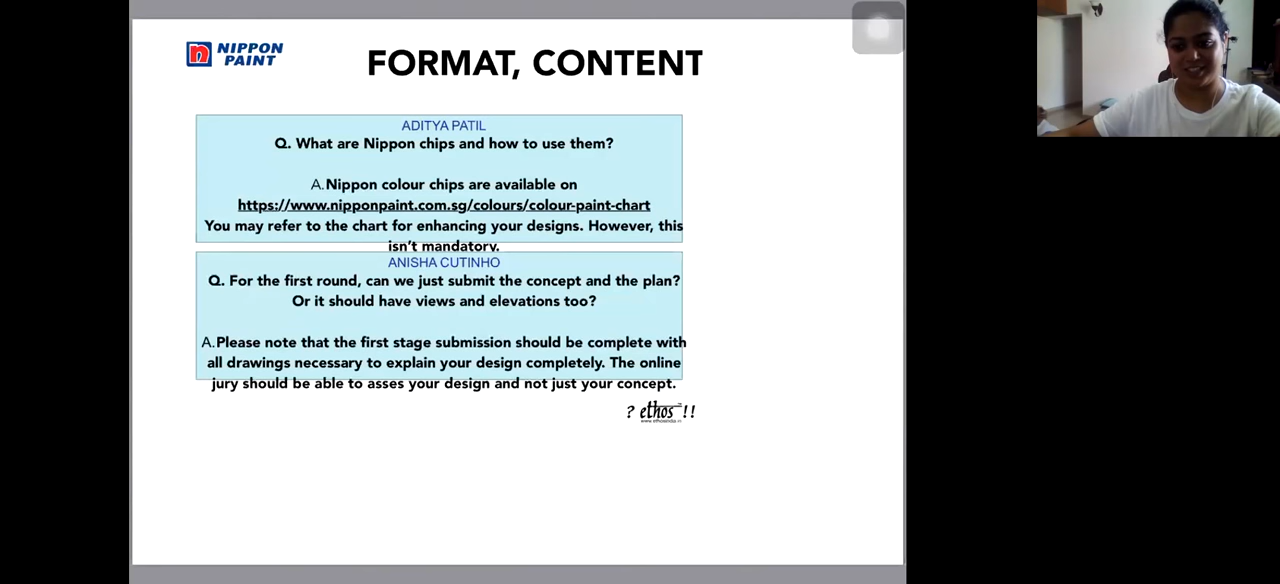 NIPPON
PAINT
FORMAT, CONTENT
ADITYA PATIL
Q. What are Nippon chips and how to use them?
A.Nippon colour chips are available on
https://www.nipponpaint.com.sg/colours/colour-paint-chart
You may refer to the chart for enhancing your designs. However, this
isn't mandatory.
ANISHA CUTINHO
Q. For the first round, can we just submit the concept and the plan?
Or it should have views and elevations too?
A.Please note that the first stage submission should be complete with
all drawings necessary to explain your design completely. The online
jury should be able to asses your design and not just your concept.
? ethos !!
www.ethosindia.in